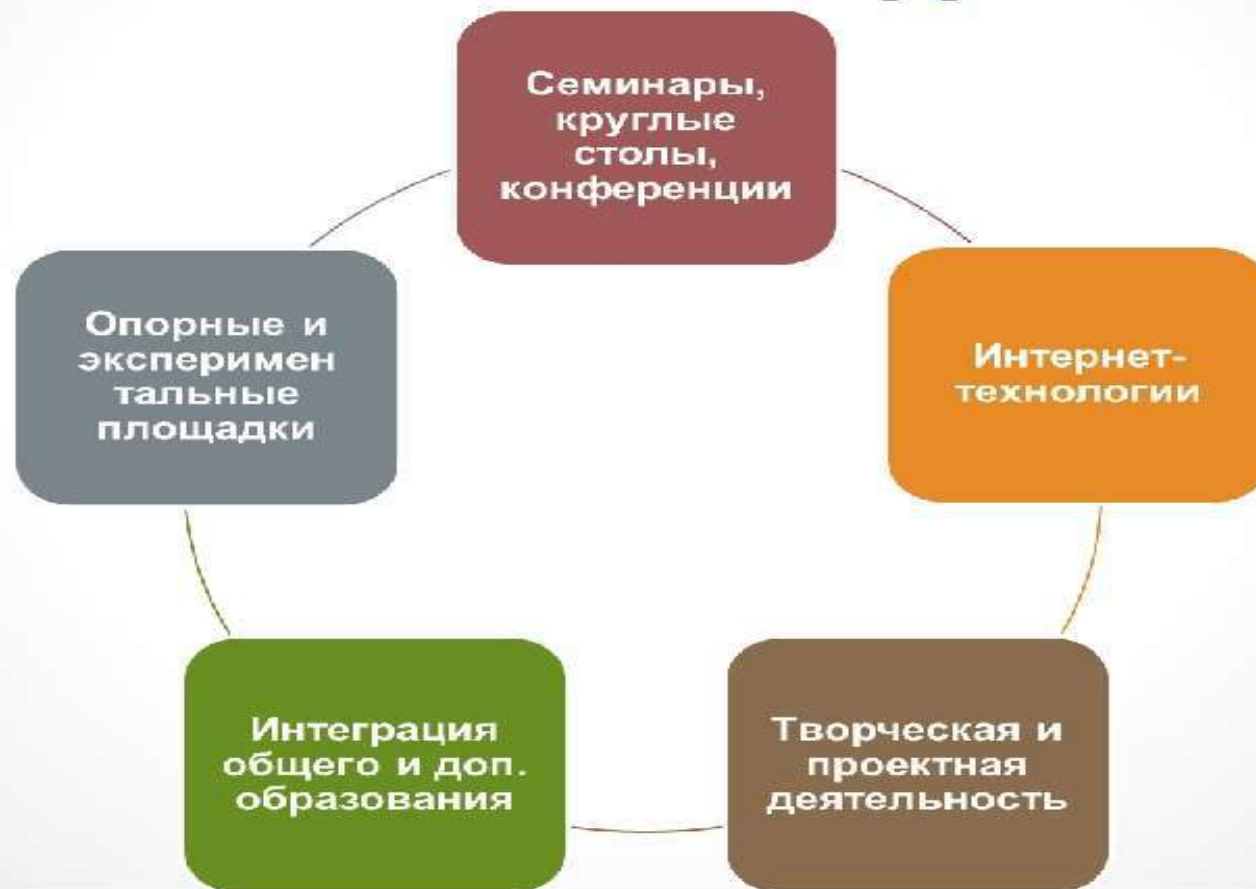 Семинары,
круглые
столы,
конференции
Интернет-
технологии
Творческая и
проектная
деятельность
Интеграция
общего и доп.
образования
Опорные и
эксперимен
тальные
площадки